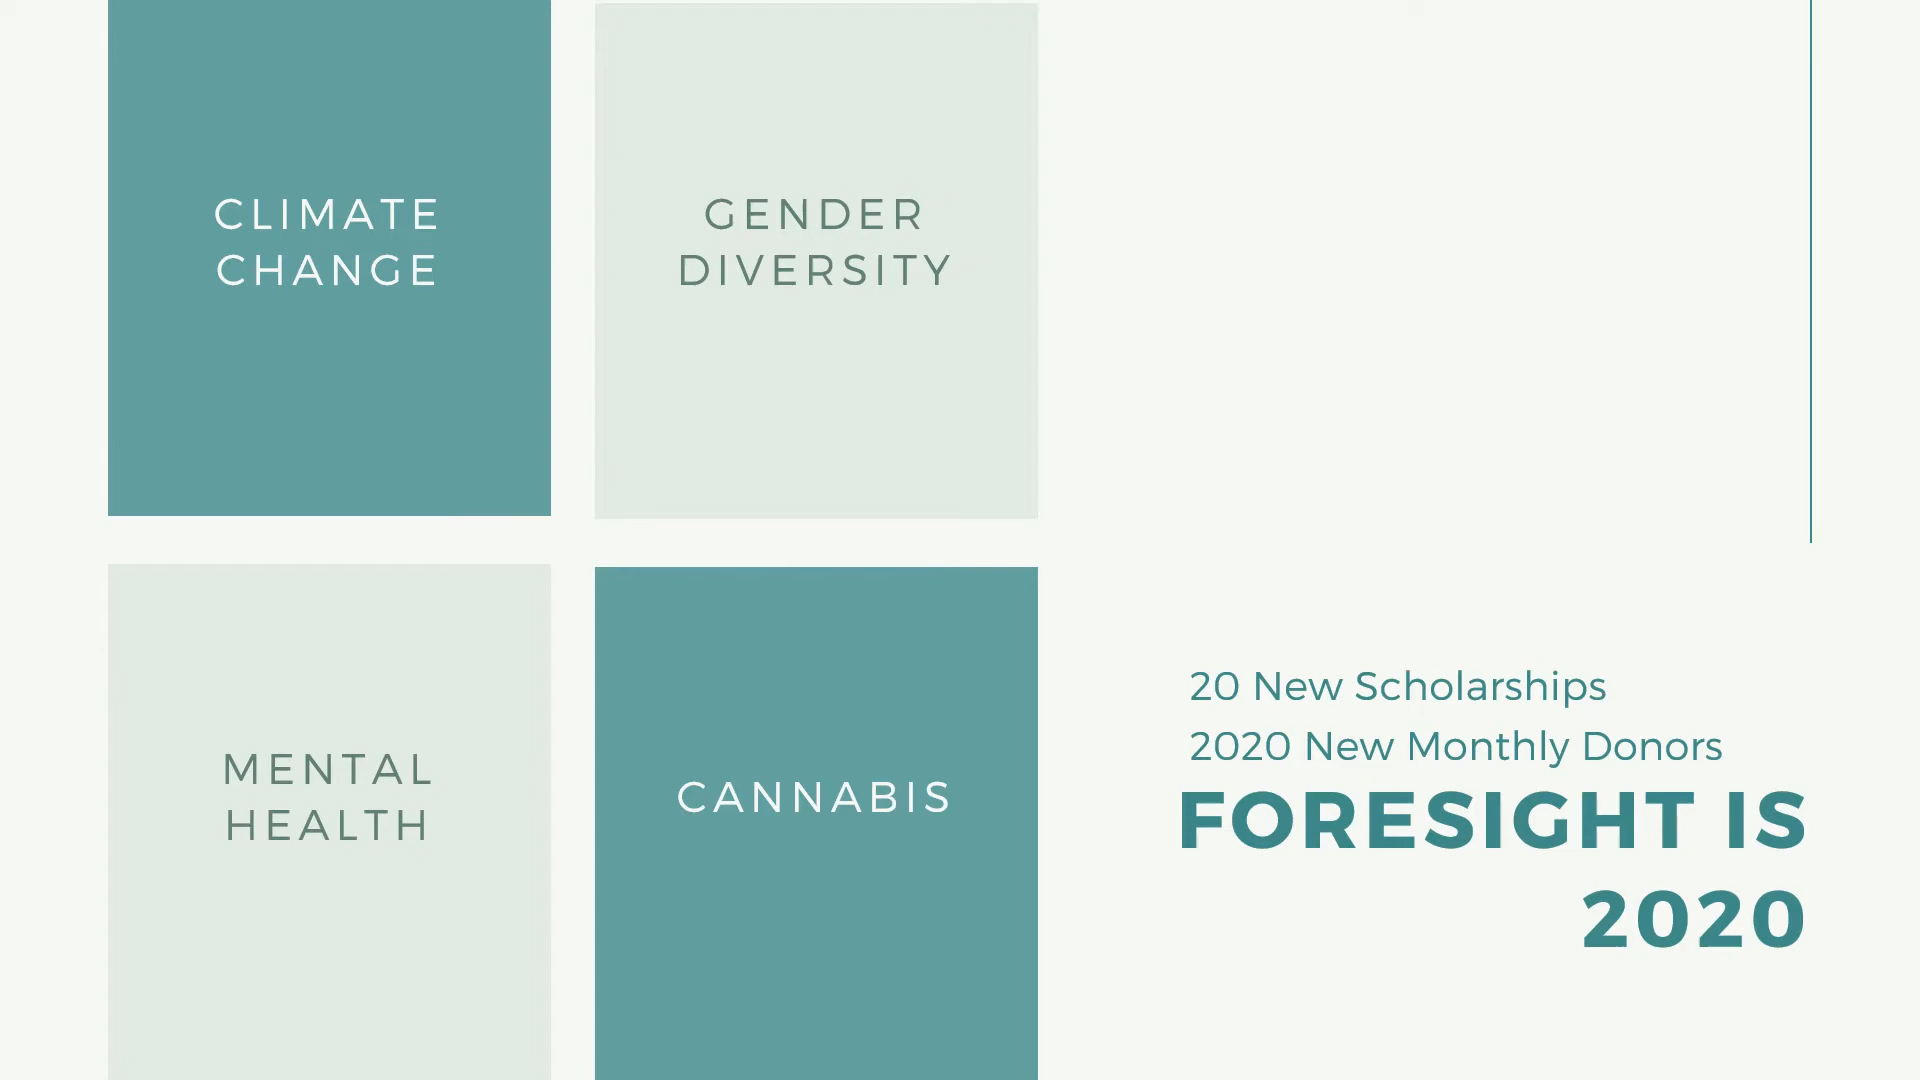 CLIMATE
CHANGE
GENDER
DIVERSITY
MENTAL
HEALTH
CANNABIS
20 New Scholarships
2020 New Monthly Donors
FORESIGHT IS
2020